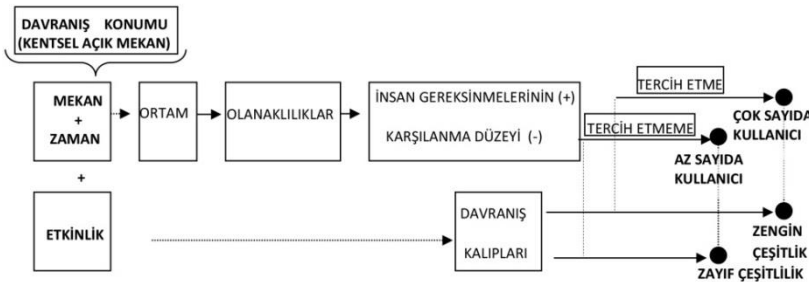 DAVRANIŞ KONUMU
(KENTSEL AÇIK MEKAN)
MEKAN
+
ZAMAN
ORTAM
OLANAKLILIKLAR
İNSAN GEREKSİNMELERİNİN (+)
KARŞILANMA DÜZEYİ (-)
TERCİH ETME
TERCİH ETMEME
ÇOK SAYIDA
KULLANICI
AZ SAYIDA
KULLANICI
+
ETKİNLİK
DAVRANIŞ
KALIPLARI
ZENGİN
ÇEŞİTLİK
ZAYIF ÇEŞİTLİLİK